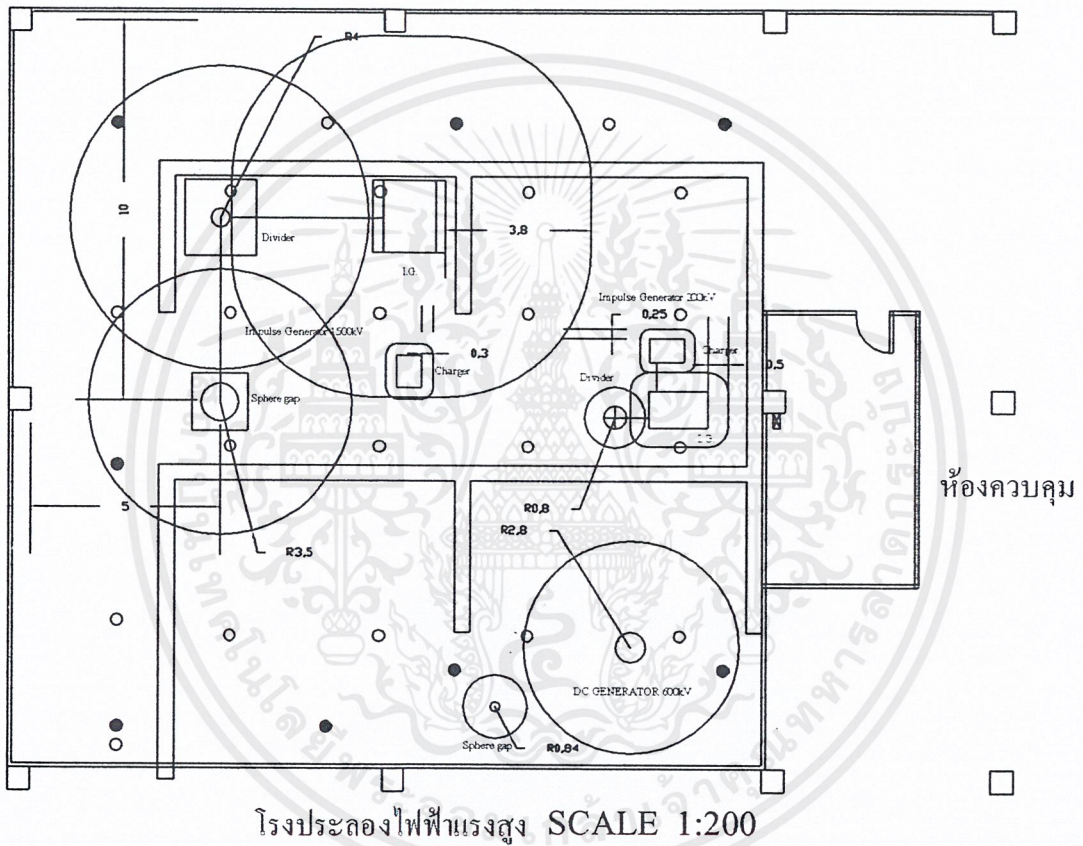 R4
10
Divider
3,8
I.G.
Impulse Generator 200kV
0,25
Impulse Generator 1500kV
0,3
Charger
Charger
0,5
Divider
Sphere gap
I.G.
ห้องควบคุม
5
R0,8
R2,8
R3,5
DC GENERATOR 600kV
Sphere gap
R0,84
โรงประลองไฟฟ้าแรงสูง SCALE 1:200